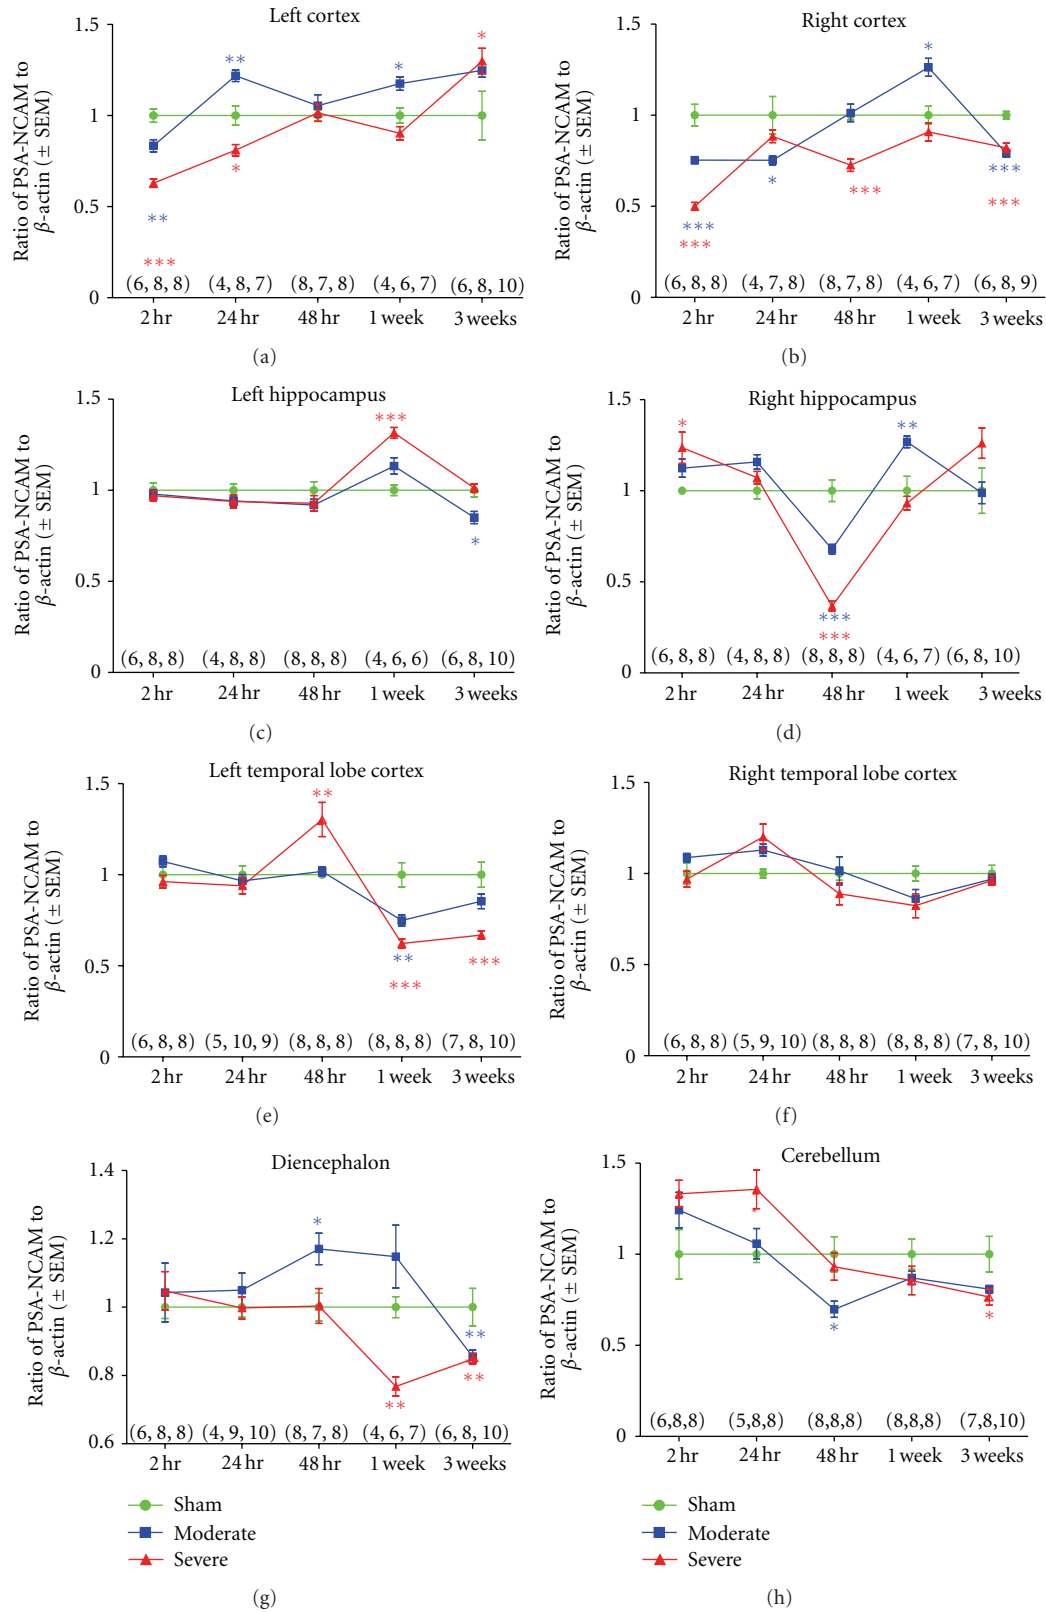 Left cortex
Ratio of PSA-NCAM to
β-actin (± SEM)
1.5
1
0.5
0
**
*
*
*
**
***
(6, 8, 8) (4, 8, 7) (8, 7, 8) (4, 6, 7) (6, 8, 10)
2 hr 24 hr 48 hr 1 week 3 weeks
(a)
Right cortex
Ratio of PSA-NCAM to
β-actin (± SEM)
1.5
1
0.5
0
*
*
***
***
***
***
***
(6, 8, 8) (4, 7, 8) (8, 7, 8) (4, 6, 7) (6, 8, 9)
2 hr 24 hr 48 hr 1 week 3 weeks
(b)
Left hippocampus
Ratio of PSA-NCAM to
β-actin (± SEM)
1.5
1
0.5
0
***
*
(6, 8, 8) (4, 8, 8) (8, 8, 8) (4, 6, 6) (6, 8, 10)
2 hr 24 hr 48 hr 1 week 3 weeks
(c)
Right hippocampus
Ratio of PSA-NCAM to
β-actin (± SEM)
1.5
1
0.5
0
*
**
***
***
(6, 8, 8) (4, 8, 8) (8, 8, 8) (4, 6, 7) (6, 8, 10)
2 hr 24 hr 48 hr 1 week 3 weeks
(d)
Left temporal lobe cortex
Ratio of PSA-NCAM to
β-actin (± SEM)
1.5
1
0.5
0
**
**
***
***
(6, 8, 8) (5, 10, 9) (8, 8, 8) (8, 8, 8) (7, 8, 10)
2 hr 24 hr 48 hr 1 week 3 weeks
(e)
Right temporal lobe cortex
Ratio of PSA-NCAM to
β-actin (± SEM)
1.5
1
0.5
0
(6, 8, 8) (5, 9, 10) (8, 8, 8) (8, 8, 8) (7, 8, 10)
2 hr 24 hr 48 hr 1 week 3 weeks
(f)
Diencephalon
Ratio of PSA-NCAM to
β-actin (± SEM)
1.4
1.2
1
0.8
0.6
*
**
**
**
(6, 8, 8) (4, 9, 10) (8, 7, 8) (4, 6, 7) (6, 8, 10)
2 hr 24 hr 48 hr 1 week 3 weeks
Sham
Moderate
Severe
(g)
Cerebellum
Ratio of PSA-NCAM to
β-actin (± SEM)
1.5
1
0.5
0
*
*
*
(6,8,8) (5,8,8) (8,8,8) (8,8,8) (7,8,10)
2 hr 24 hr 48 hr 1 week 3 weeks
Sham
Moderate
Severe
(h)